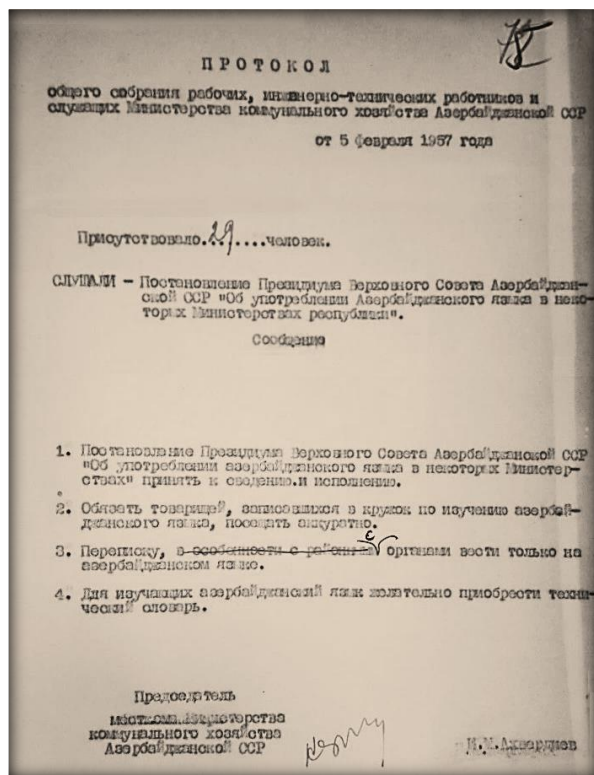 ПРОТОКОЛ
общего собрания рабочих, инженерно-технических работников и
служащих Министерства коммунального хозяйства Азербайджанской ССР
от 5 февраля 1957 года
Присутствовало..29....человек.
СЛУШАЛИ – Постановление Президиума Верховного Совета Азербайджан-
ской ССР "Об употреблении Азербайджанского языка в неко-
торых Министерствах республики".
Сообщение
1. Постановление Президиума Верховного Совета Азербайджанской ССР
"Об употреблении азербайджанского языка в некоторых Министер-
ствах" принять к сведению.и исполнению.
2. Обязать товарищей, записавшихся в кружок по изучению азербай-
джанского языка, посещать аккуратно.
3. Переписку, в особенности с районными с органами вести только на
азербайджанском языке.
4. Для изучающих азербайджанский язык желательно приобрести техни-
ческий словарь.
Председатель
месткома Министерства
коммунального хозяйства
Азербайджанской ССР
И.М.Ахвердиев